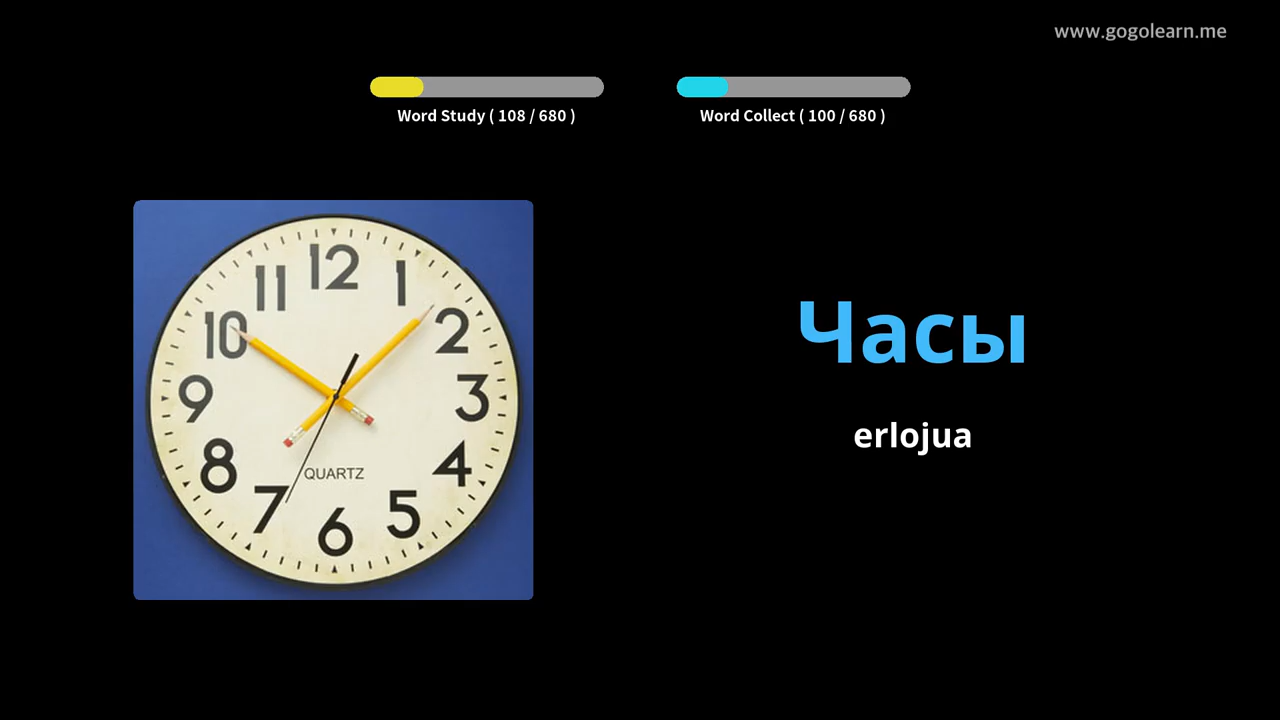 www.gogolearn.me
Word Study ( 108 / 680 )
Word Collect ( 100 / 680 )
12
11
1
10
2
9
3
8
4
QUARTZ
7
5
6
Часы
erlojua